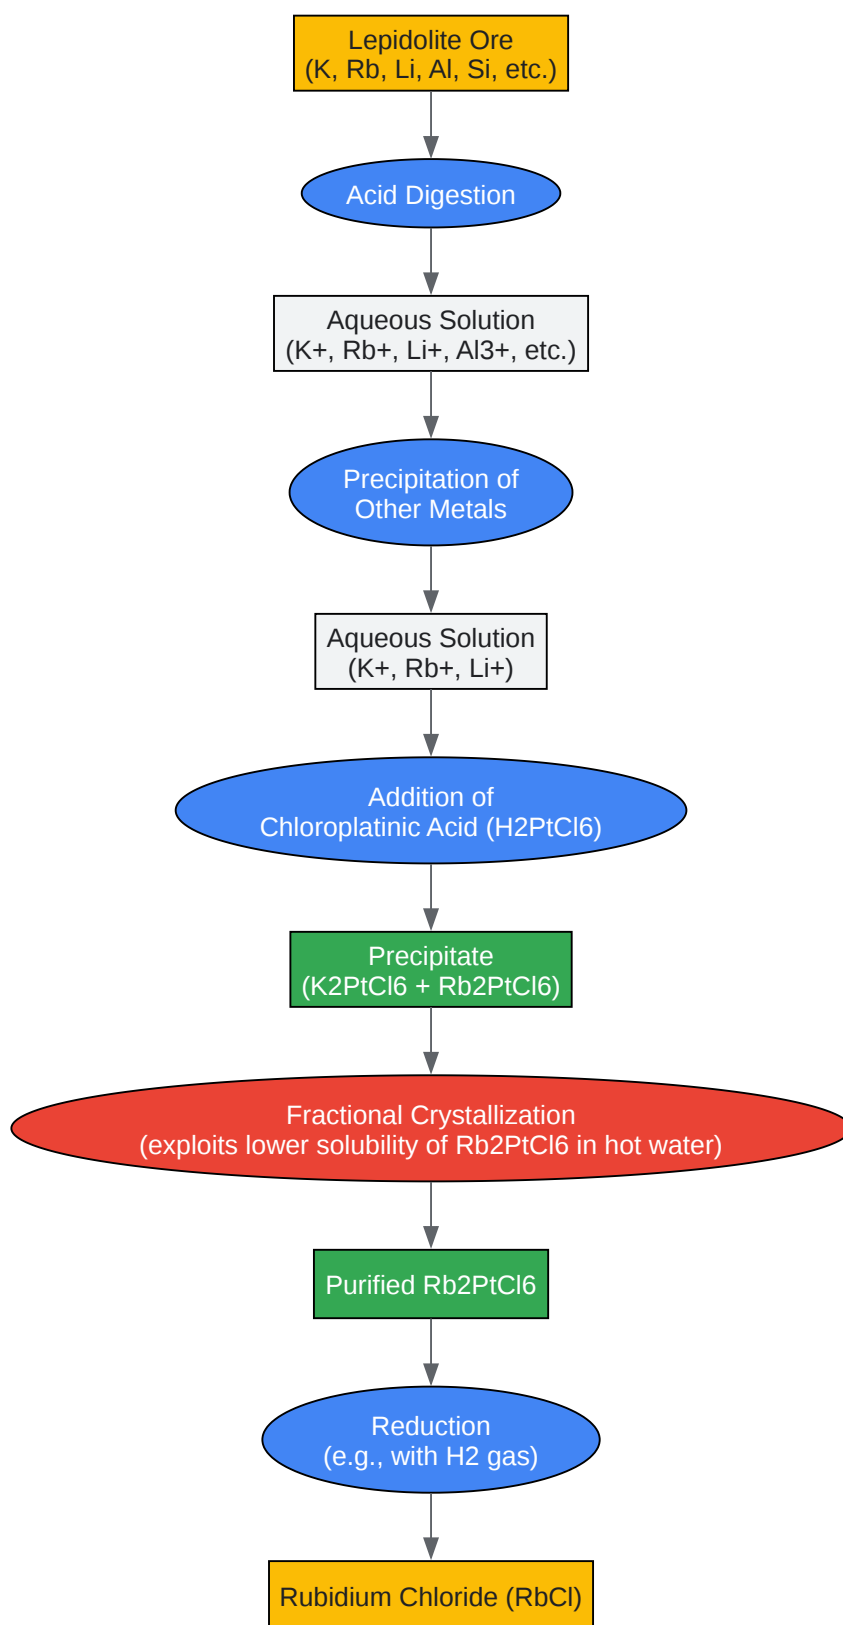 Lepidolite Ore
(K, Rb, Li, Al, Si, etc.)
Acid Digestion
Aqueous Solution
(K+, Rb+, Li+, Al3+, etc.)
Precipitation of
Other Metals
Aqueous Solution
(K+, Rb+, Li+)
Addition of
Chloroplatinic Acid (H2PtCl6)
Precipitate
(K2PtCl6 + Rb2PtCl6)
Fractional Crystallization
(exploits lower solubility of Rb2PtCl6 in hot water)
Purified Rb2PtCl6
Reduction
(e.g., with H2 gas)
Rubidium Chloride (RbCl)